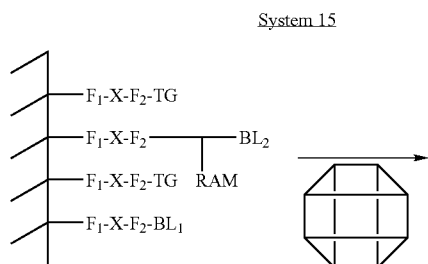 System 15
F₁-X-F₂-TG
F₁-X-F₂ BL₂
F₁-X-F₂-TG RAM
F₁-X-F₂-BL₁